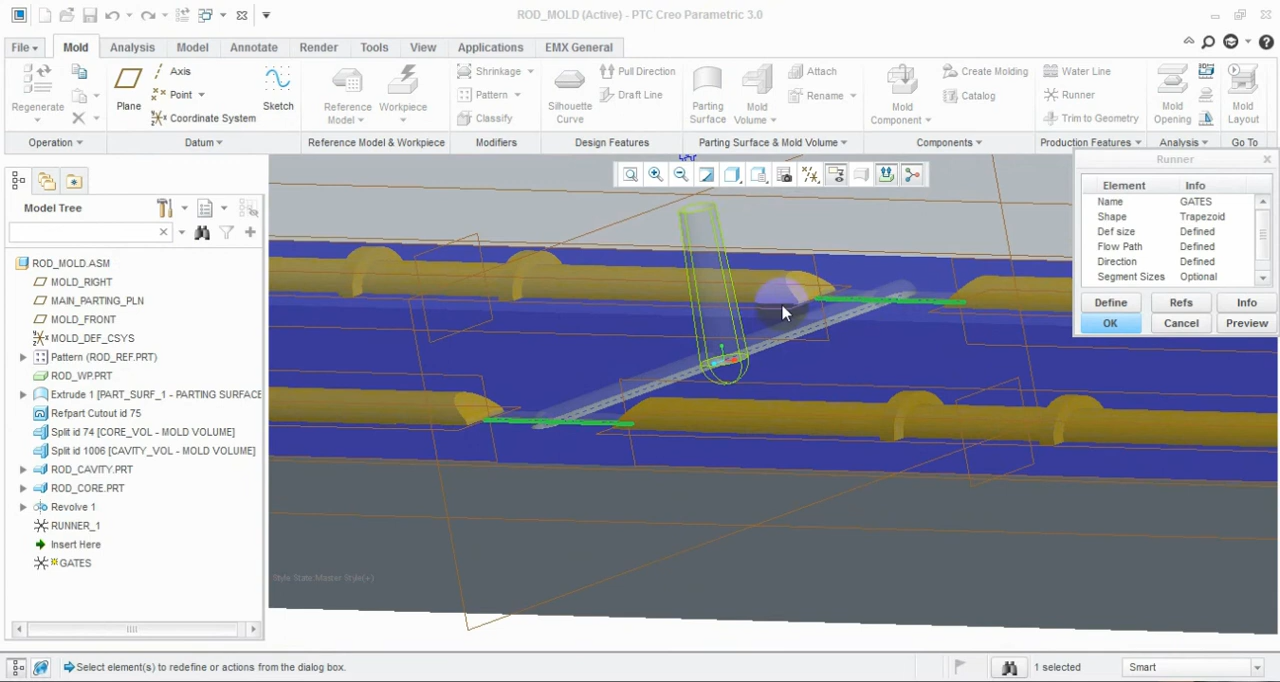 ROD_MOLD (Active) - PTC Creo Parametric 3.0
File Mold Analysis Model Annotate Render Tools View Applications EMX General
Regenerate
Operation
Plane
Axis
Point
Coordinate System
Sketch
Datum
Reference Model
Workpiece
Reference Model & Workpiece
Shrinkage
Pattern
Classify
Modifiers
Silhouette Curve
Pull Direction
Draft Line
Design Features
Parting Surface
Mold Volume
Attach
Rename
Parting Surface & Mold Volume
Mold Component
Create Molding
Catalog
Components
Water Line
Runner
Trim to Geometry
Production Features
Mold Opening
Analysis
Mold Layout
Go To
Model Tree
ROD_MOLD.ASM
MOLD_RIGHT
MAIN_PARTING_PLN
MOLD_FRONT
MOLD_DEF_CSYS
Pattern (ROD_REF.PRT)
ROD_WP.PRT
Extrude 1 [PART_SURF_1 - PARTING SURFACE
Refpart Cutout id 75
Split id 74 [CORE_VOL - MOLD VOLUME]
Split id 1006 [CAVITY_VOL - MOLD VOLUME]
ROD_CAVITY.PRT
ROD_CORE.PRT
Revolve 1
RUNNER_1
Insert Here
GATES
Style State:Master Style(+)
Runner
Element Info
Name GATES
Shape Trapezoid
Def size Defined
Flow Path Defined
Direction Defined
Segment Sizes Optional
Define Refs Info
OK Cancel Preview
Select element(s) to redefine or actions from the dialog box.
1 selected
Smart